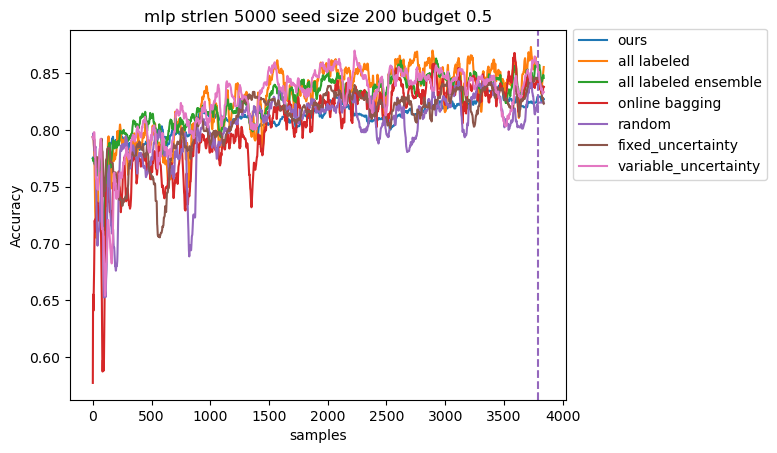 mlp strlen 5000 seed size 200 budget 0.5
ours
all labeled
all labeled ensemble
online bagging
random
fixed_uncertainty
variable_uncertainty
Accuracy
0.85
0.80
0.75
0.70
0.65
0.60
0 500 1000 1500 2000 2500 3000 3500 4000
samples